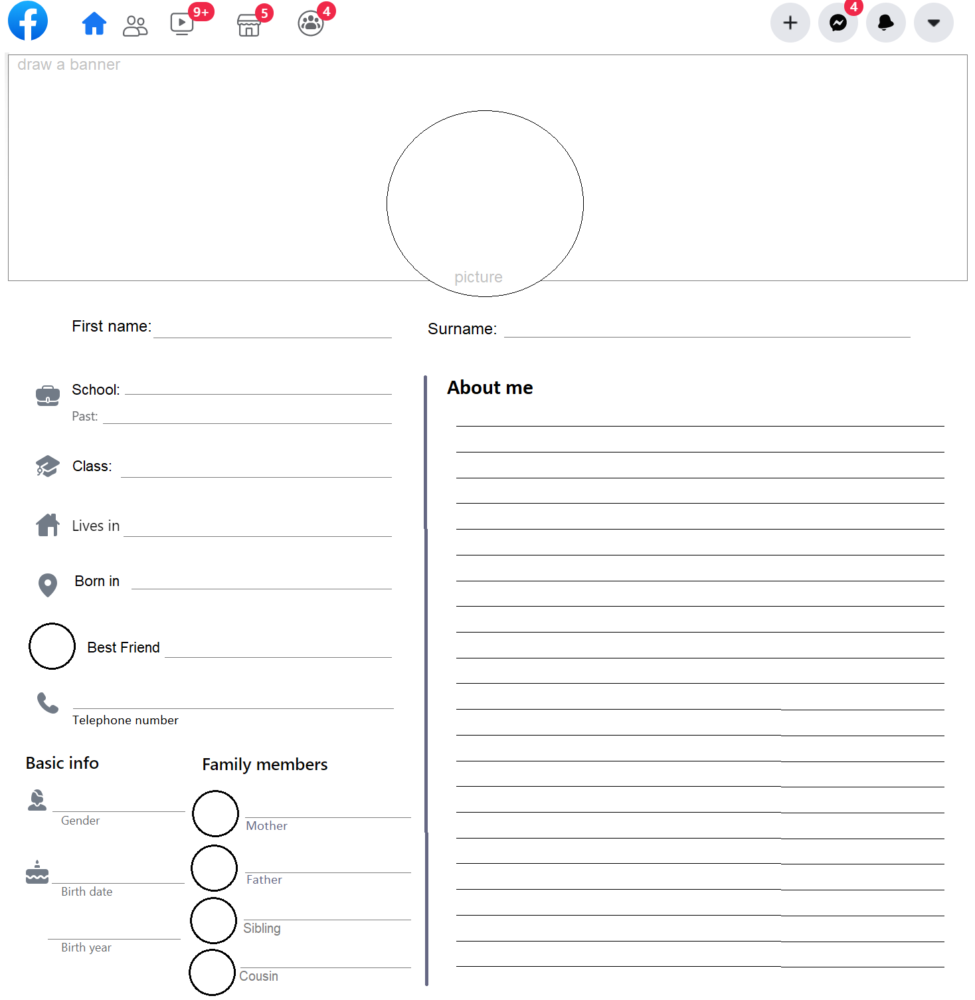 9+
5
4
4
draw a banner
picture
First name:
Surname:
School:
Past:
Class:
Lives in
Born in
Best Friend
Telephone number
Basic info
Gender
Birth date
Birth year
Family members
Mother
Father
Sibling
Cousin
About me